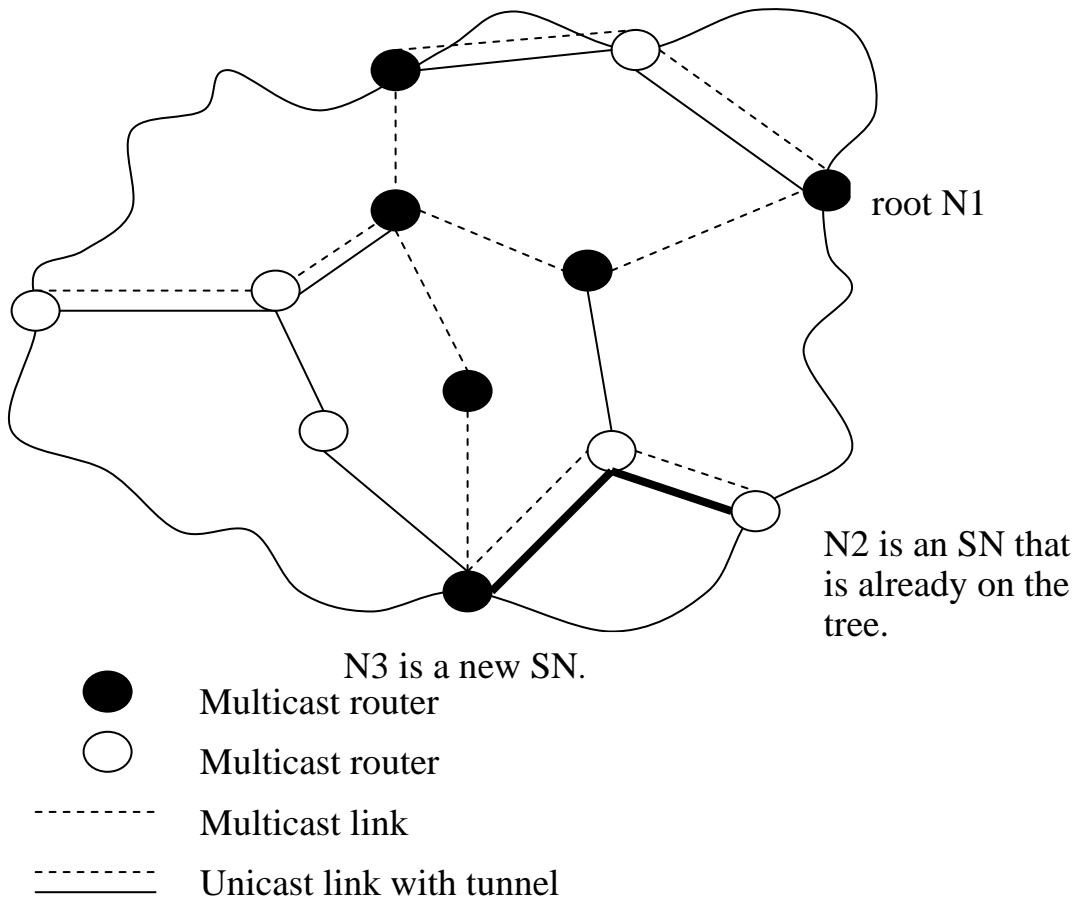 root N1
N2 is an SN that
is already on the
tree.
N3 is a new SN.
Multicast router
Multicast router
Multicast link
Unicast link with tunnel